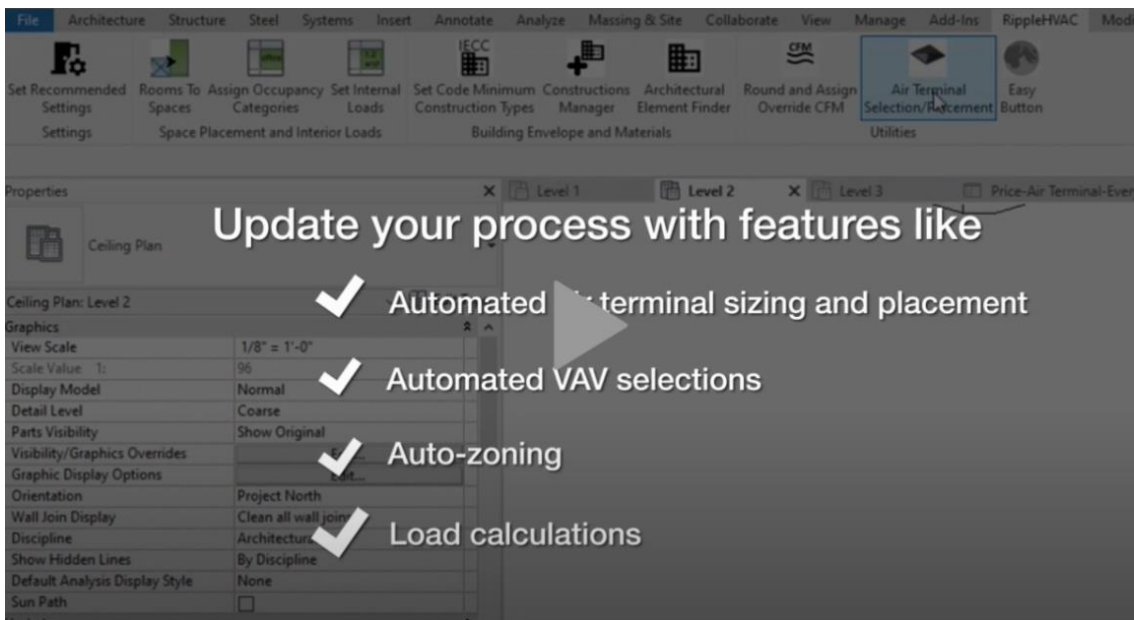 File Architecture Structure Steel Systems Insert Annotate Analyze Massing & Site Collaborate View Manage Add-Ins RippleHVAC
IECC CFM
Set Recommended Rooms To Assign Occupancy Set Internal Set Code Minimum Constructions Architectural Round and Assign Air Terminal Easy
Settings Spaces Categories Loads Construction Types Manager Element Finder Override CFM Selection/Placement Button
Settings Space Placement and Interior Loads Building Envelope and Materials Utilities
Properties Level 1 Level 2 Level 3 Price-Air
Ceiling Plan
Update your process with features like
Automated terminal sizing and placement
Automated VAV selections
Auto-zoning
Load calculations
Ceiling Plan: Level 2
Graphics
View Scale 1/8" = 1'-0"
Scale Value 1: 96
Display Model Normal
Detail Level Coarse
Parts Visibility Show Original
Visibility/Graphics Overrides
Graphic Display Options Edit...
Orientation Project North
Wall Join Display Clean all wall
Discipline
Show Hidden Lines By Discipline
Default Analysis Display Style None
Sun Path